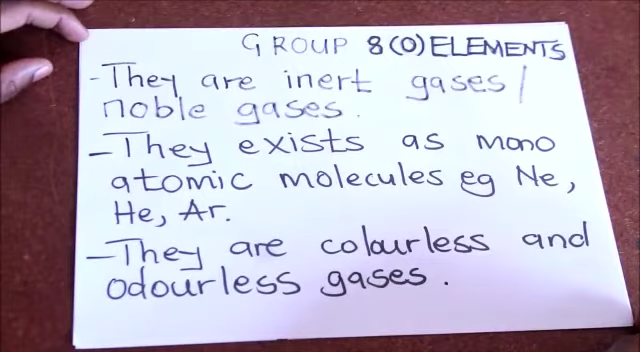 GROUP 8(0) ELEMENTS
- They are inert gases/
noble gases.
- They exists as mono
atomic molecules eg Ne,
He, Ar.
- They are colourless and
odourless gases.